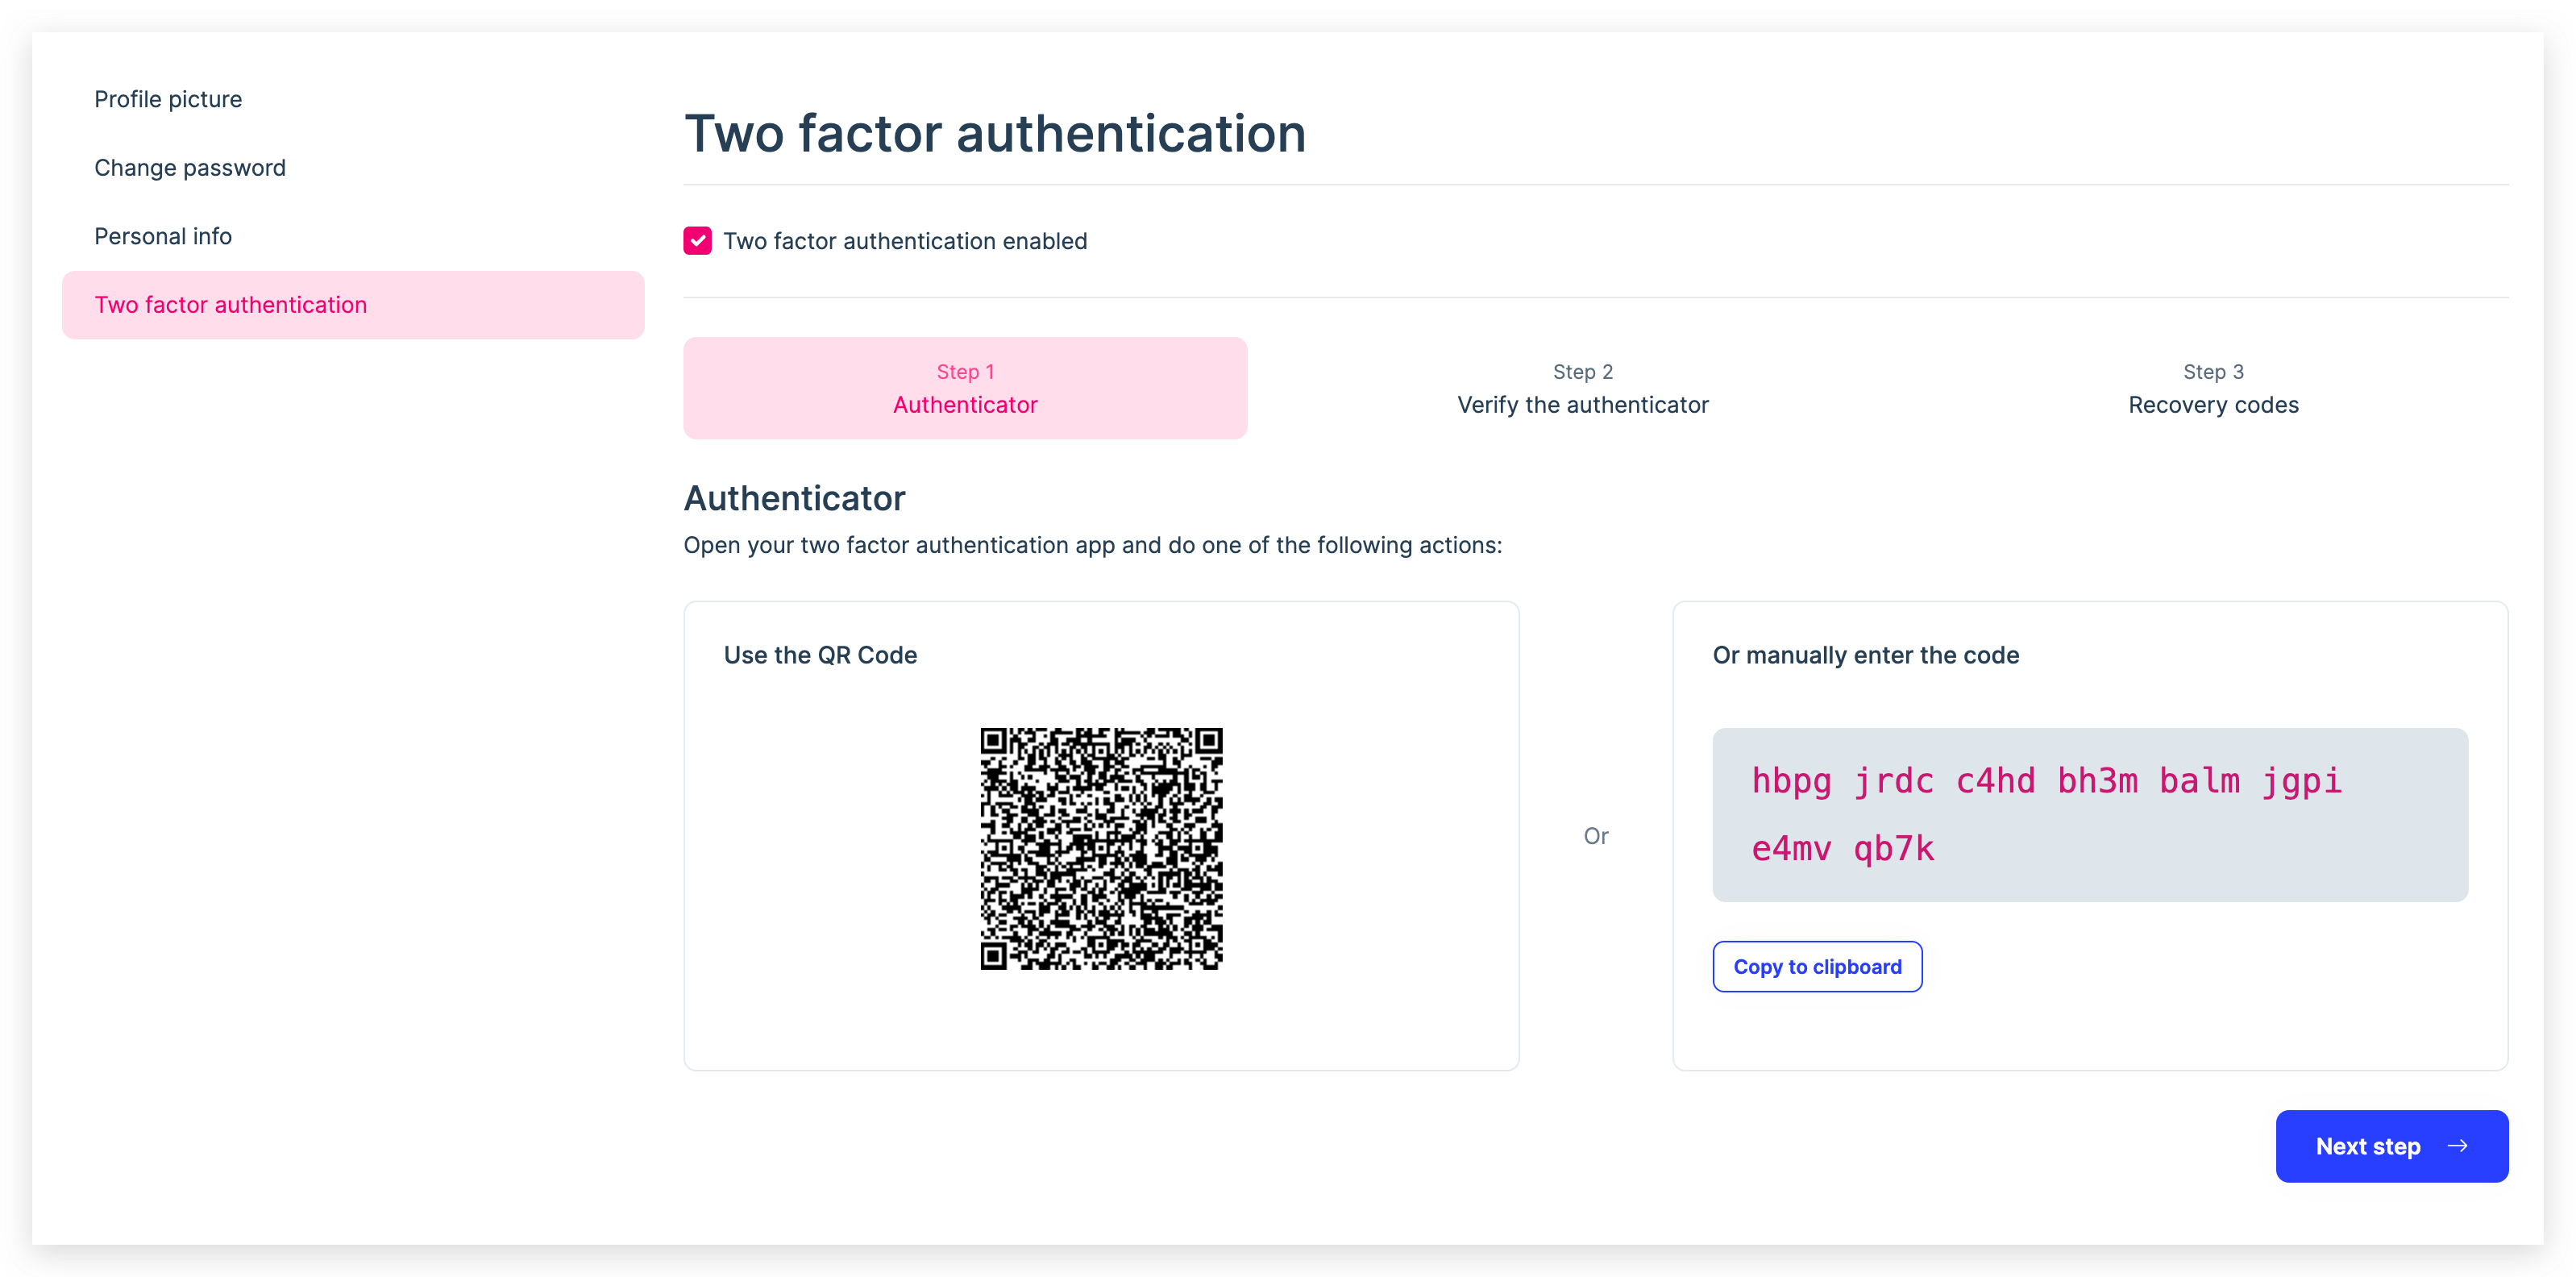 Profile picture
Change password
Personal info
Two factor authentication
Two factor authentication
Two factor authentication enabled
Step 1
Authenticator
Step 2
Verify the authenticator
Step 3
Recovery codes
Authenticator
Open your two factor authentication app and do one of the following actions:
Use the QR Code
Or
Or manually enter the code
hbpg jrdc c4hd bh3m balm jgpi
e4mv qb7k
Copy to clipboard
Next step